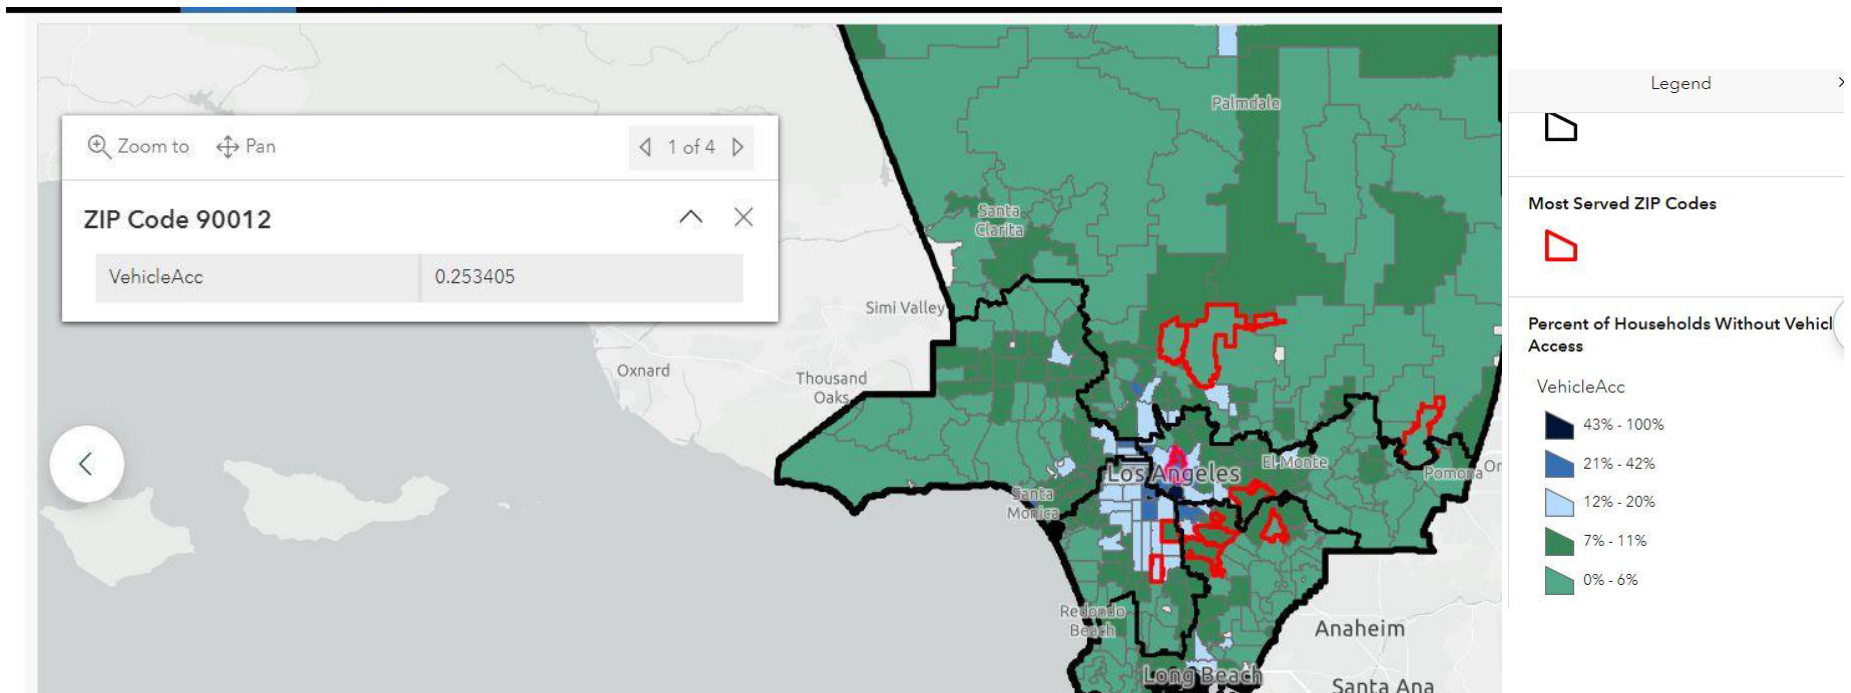 Zoom to
Pan
1 of 4
ZIP Code 90012
VehicleAcc
0.253405
Palmdale
Santa
Clarita
Simi Valley
Oxnard
Thousand
Oaks
Los Angeles
El Monte
Pomona
Santa
Monica
Redondo
Beach
Anaheim
Long Beach
Santa Ana
Legend
Most Served ZIP Codes
Percent of Households Without Vehicl
Access
VehicleAcc
43% - 100%
21% - 42%
12% - 20%
7% - 11%
0% - 6%